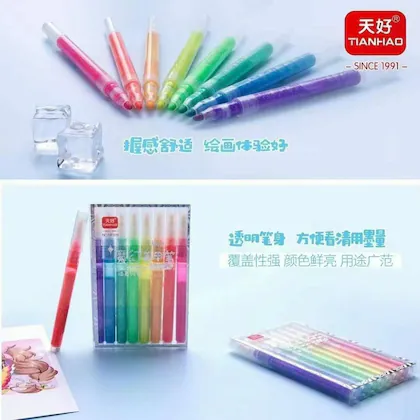 天好
TIANHAO
SINCE 1991
握感舒适 绘画体验好
天好
TIANHAO
透明笔身 方便看清用墨量
覆盖性强 颜色鲜亮 用途广范